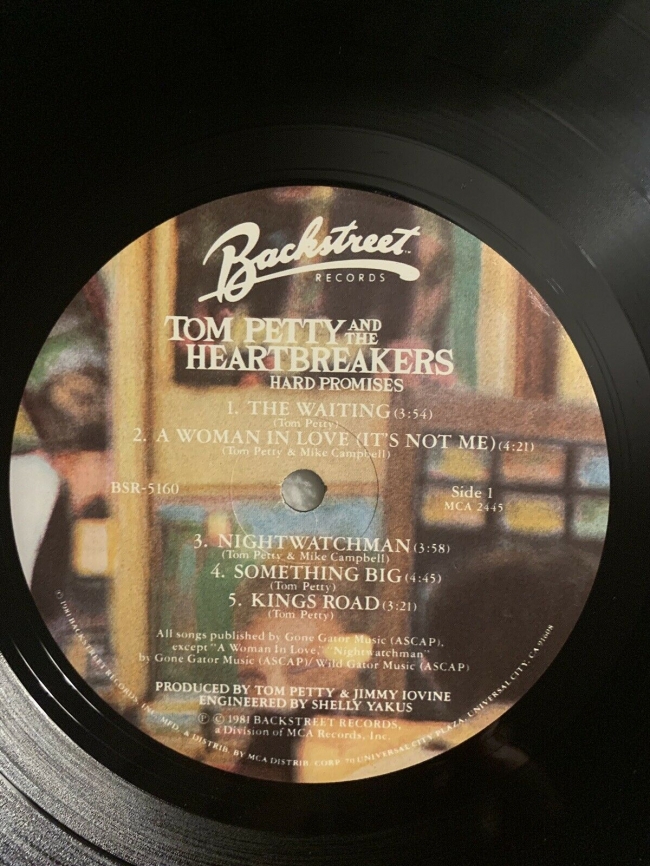 Backstreet™
RECORDS
TOM PETTY AND THE
HEARTBREAKERS
HARD PROMISES
1. THE WAITING (3:54)
(Tom Petty)
2. A WOMAN IN LOVE (IT'S NOT ME) (4:21)
(Tom Petty & Mike Campbell)
BSR-5160
Side 1
MCA 2445
3. NIGHTWATCHMAN (3:58)
(Tom Petty & Mike Campbell)
4. SOMETHING BIG (4:45)
(Tom Petty)
5. KINGS ROAD (3:21)
(Tom Petty)
All songs published by Gone Gator Music (ASCAP),
except "A Woman In Love," "Nightwatchman"
by Gone Gator Music (ASCAP)/Wild Gator Music (ASCAP)
PRODUCED BY TOM PETTY & JIMMY IOVINE
ENGINEERED BY SHELLY YAKUS
Ⓟ © 1981 BACKSTREET RECORDS,
a Division of MCA Records, Inc.
© 1981 BACKSTREET RECORDS, INC. MFD. & DISTRIB. BY MCA DISTRIB. CORP. 70 UNIVERSAL CITY PLAZA, UNIVERSAL CITY, CA 91608